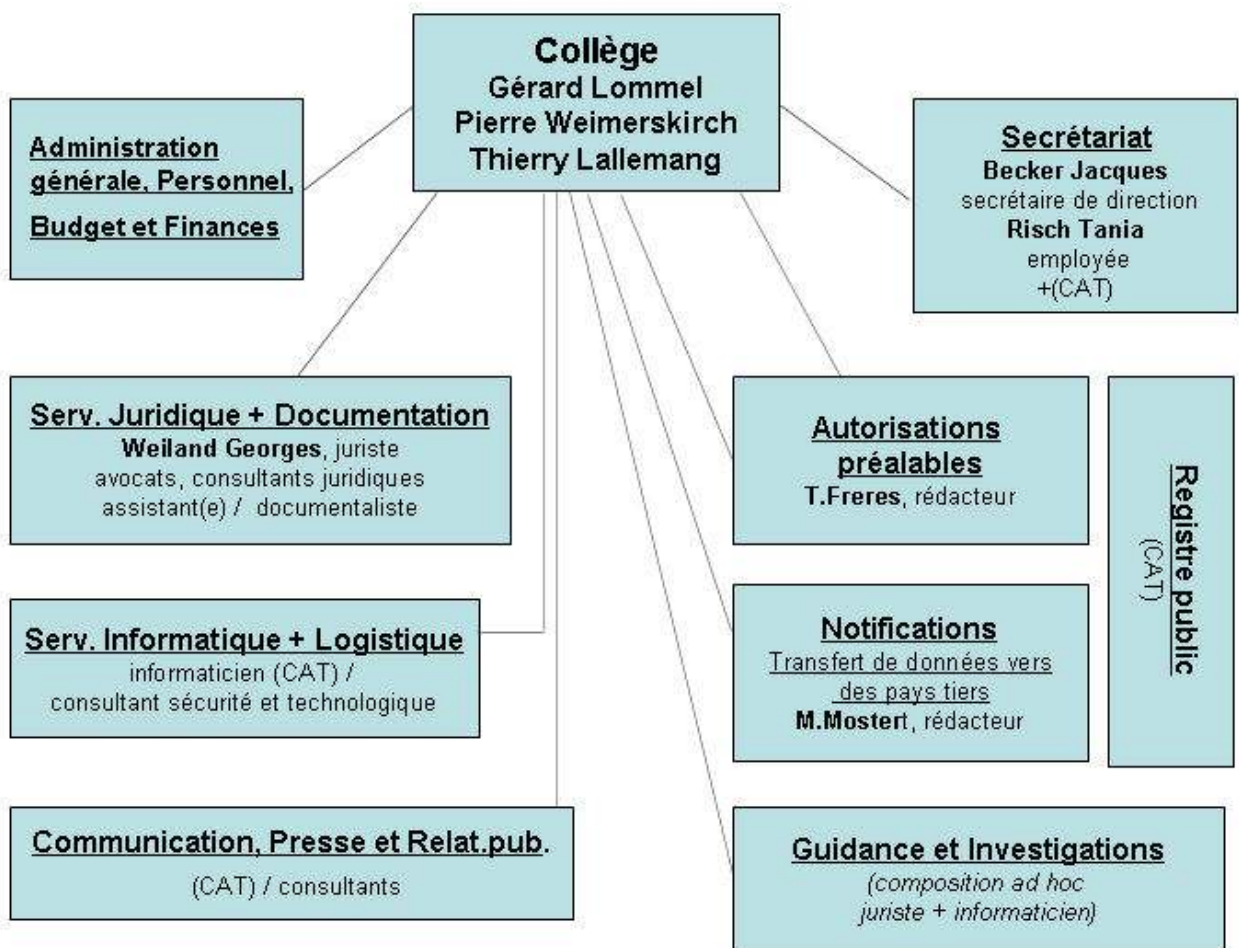 Collège
Gérard Lommel
Pierre Weimerskirch
Thierry Lallemang
Administration
générale, Personnel,
Budget et Finances
Secrétariat
Becker Jacques
secrétaire de direction
Risch Tania
employée
+(CAT)
Serv. Juridique + Documentation
Weiland Georges, juriste
avocats, consultants juridiques
assistant(e) / documentaliste
Autorisations
préalables
T.Freres, rédacteur
Registre public
(CAT)
Serv. Informatique + Logistique
informaticien (CAT) /
consultant sécurité et technologique
Notifications
Transfert de données vers
des pays tiers
M.Mostert, rédacteur
Communication, Presse et Relat.pub.
(CAT) / consultants
Guidance et Investigations
(composition ad hoc
juriste + informaticien)